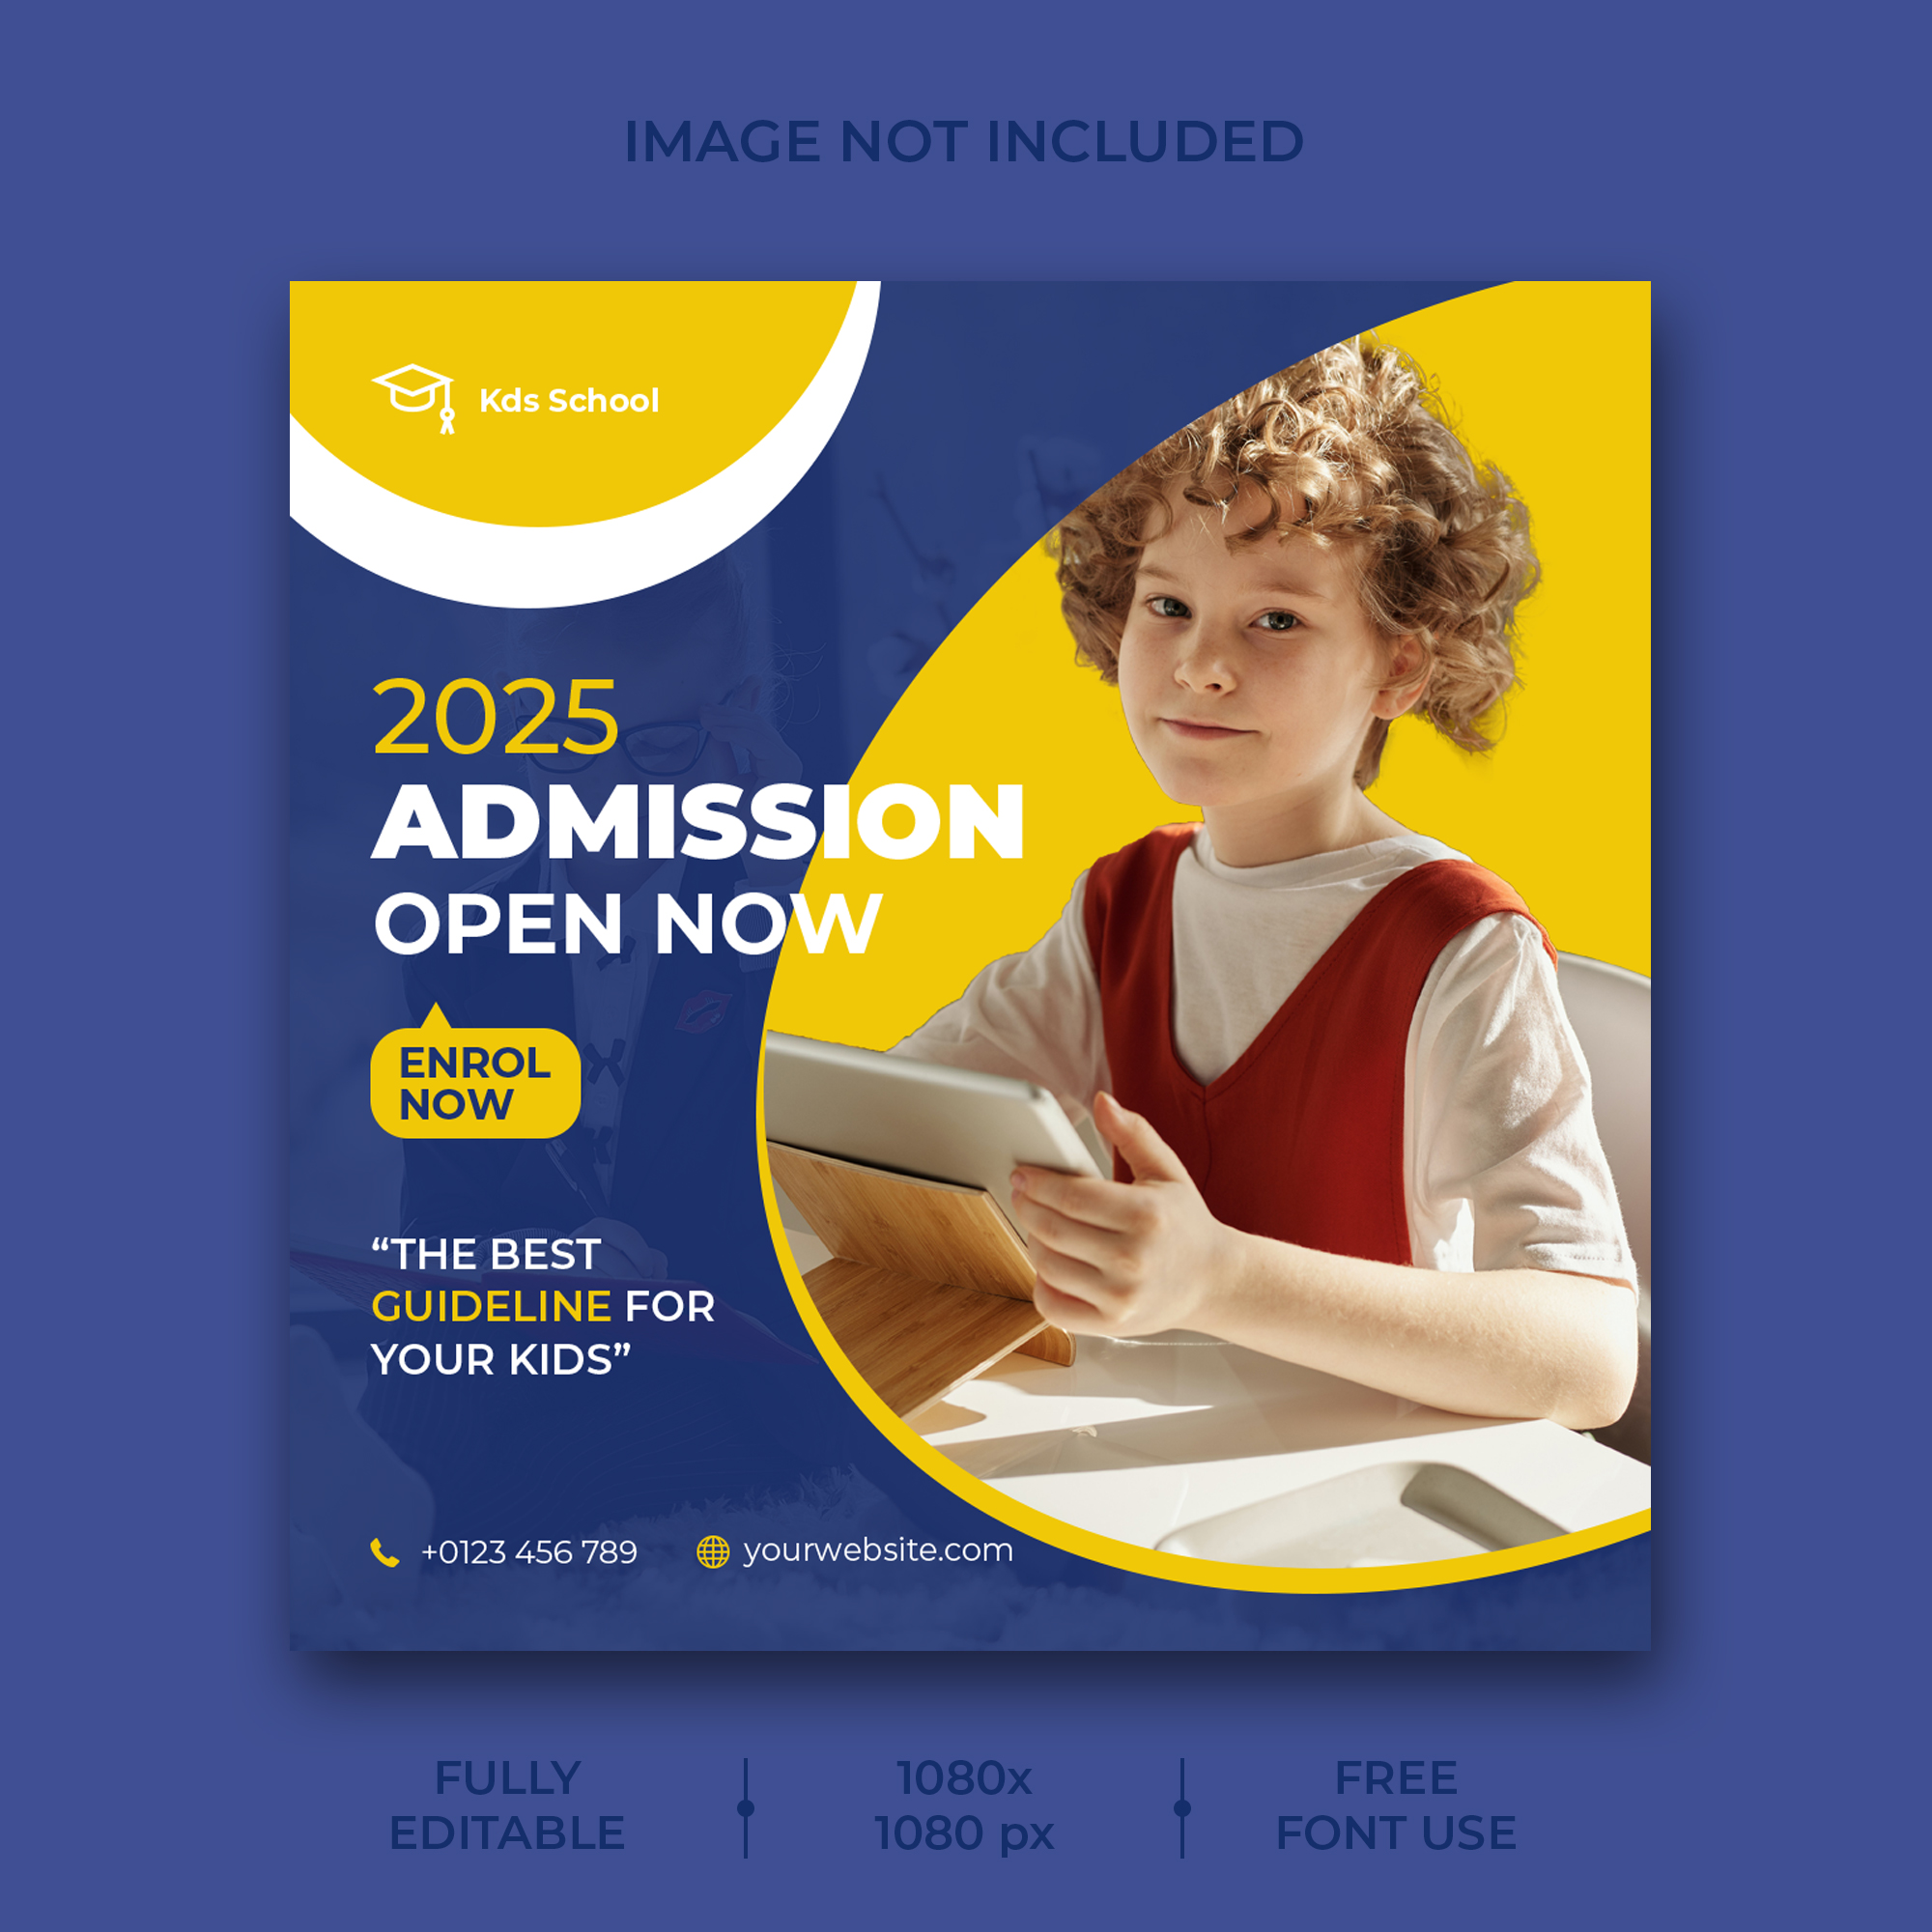 IMAGE NOT INCLUDED
Kds School
2025
ADMISSION
OPEN NOW
ENROL
NOW
“THE BEST
GUIDELINE FOR
YOUR KIDS”
+0123 456 789
yourwebsite.com
FULLY
EDITABLE
1080x
1080 px
FREE
FONT USE